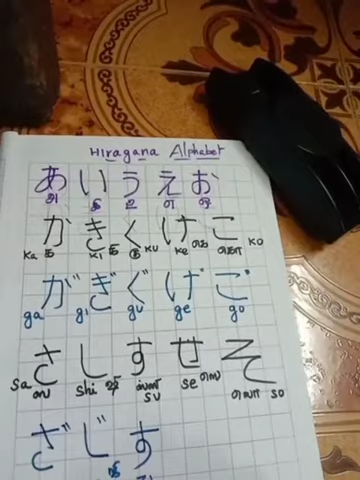 Hiragana Alphabet
あ い う え お
அ இ உ எ ஒ
か き く け こ
ka க ki கி ku ke கெ ko
が ぎ ぐ げ ご
ga gi gu ge go
さ し す せ そ
sa shi su se so
ざ じ す